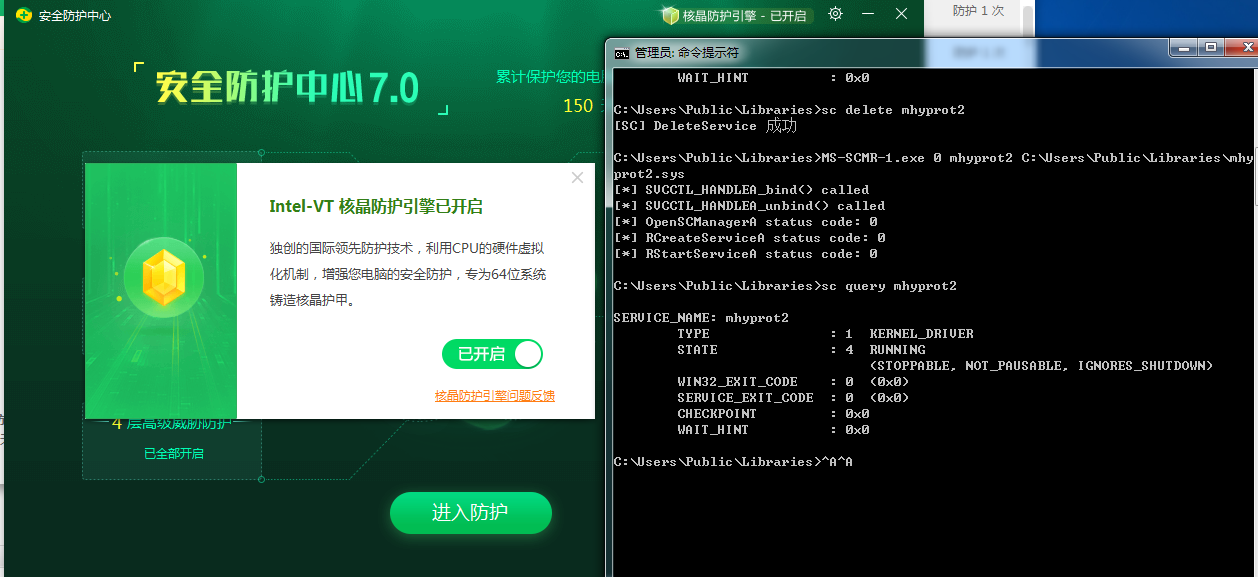 安全防护中心
核晶防护引擎 - 已开启
防护 1 次
安全防护中心 7.0
累计保护您的电
150
Intel-VT 核晶防护引擎已开启
独创的国际领先防护技术，利用CPU的硬件虚拟
化机制，增强您电脑的安全防护，专为64位系统
铸造核晶护甲。
已开启
核晶防护引擎问题反馈
4 层高级威胁防护
已全部开启
进入防护
管理员: 命令提示符
WAIT_HINT : 0x0
C:\Users\Public\Libraries>sc delete mhyprot2
[SC] DeleteService 成功
C:\Users\Public\Libraries>MS-SCMR-1.exe 0 mhyprot2 C:\Users\Public\Libraries\mhy
prot2.sys
[*] SVCCTL_HANDLEA_bind() called
[*] SVCCTL_HANDLEA_unbind() called
[*] OpenSCManagerA status code: 0
[*] RCreateServiceA status code: 0
[*] RStartServiceA status code: 0
C:\Users\Public\Libraries>sc query mhyprot2
SERVICE_NAME: mhyprot2
TYPE : 1 KERNEL_DRIVER
STATE : 4 RUNNING
(STOPPABLE, NOT_PAUSABLE, IGNORES_SHUTDOWN)
WIN32_EXIT_CODE : 0 (0x0)
SERVICE_EXIT_CODE : 0 (0x0)
CHECKPOINT : 0x0
WAIT_HINT : 0x0
C:\Users\Public\Libraries>^A^A